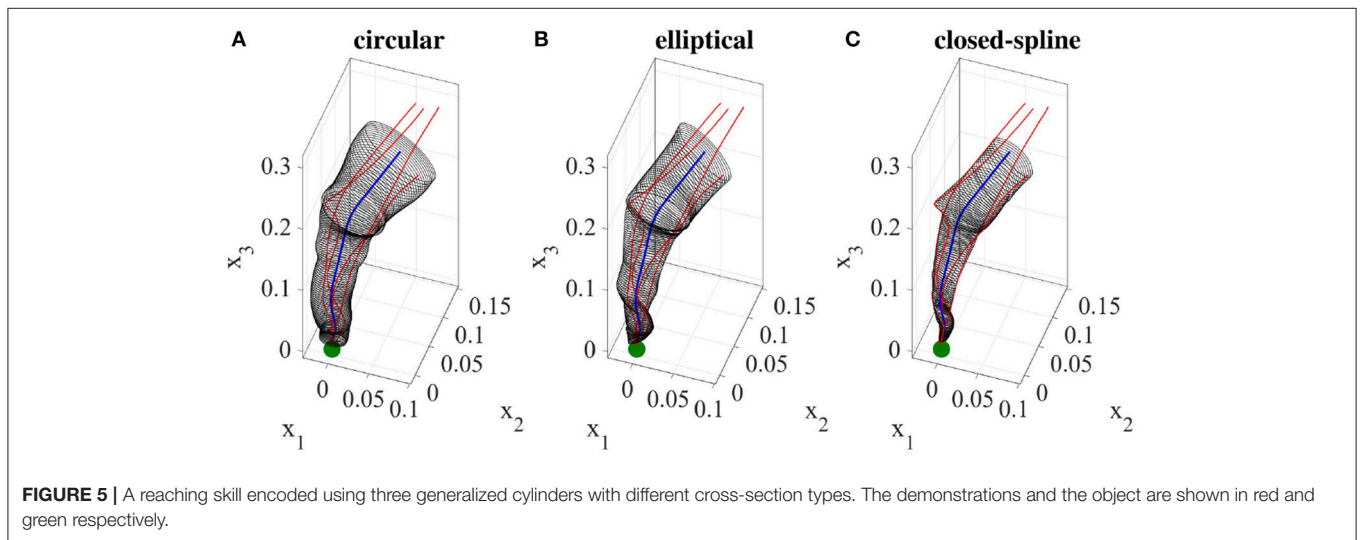 A circular
B elliptical
C closed-spline
0.3
0.2
0.1
0
x3
0
0.05
0.1
x1
0
0.05
0.1
0.15
x2
0.3
0.2
0.1
0
x3
0
0.05
0.1
x1
0
0.05
0.1
0.15
x2
0.3
0.2
0.1
0
x3
0
0.05
0.1
x1
0
0.05
0.1
0.15
x2
FIGURE 5 | A reaching skill encoded using three generalized cylinders with different cross-section types. The demonstrations and the object are shown in red and
green respectively.